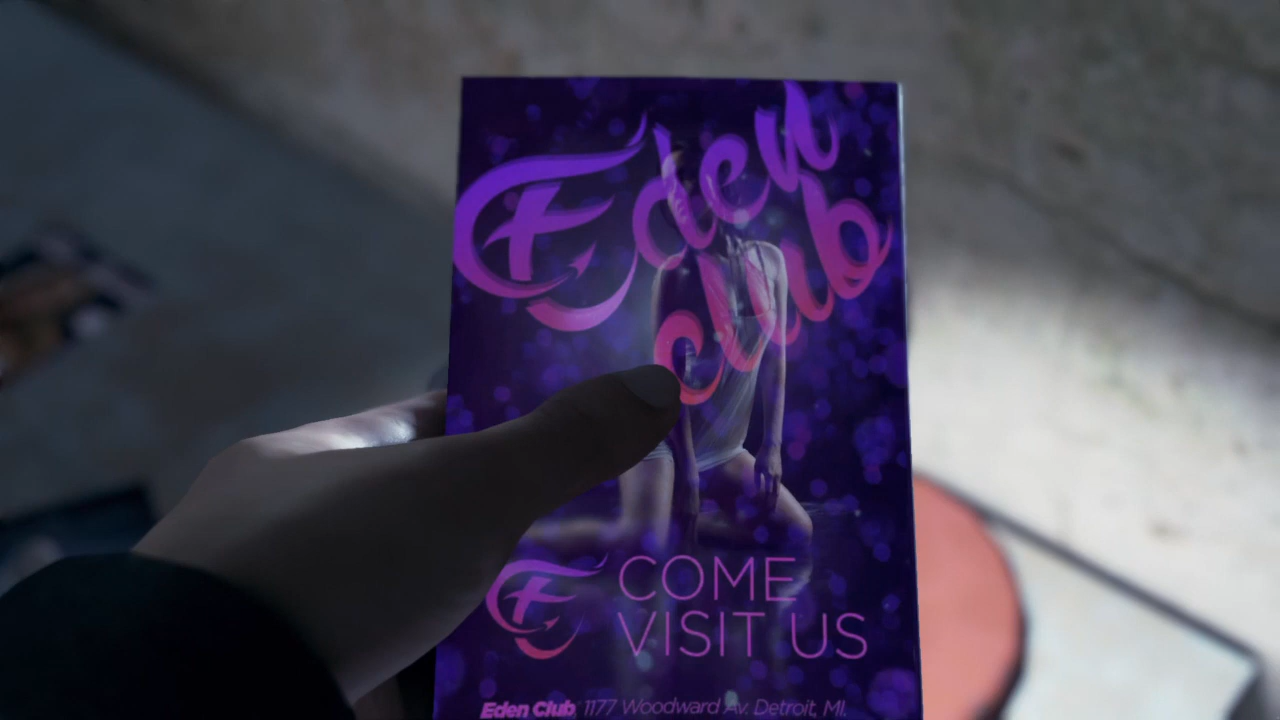 Eden
club
COME
VISIT US
Eden Club 1177 Woodward Av. Detroit, MI.